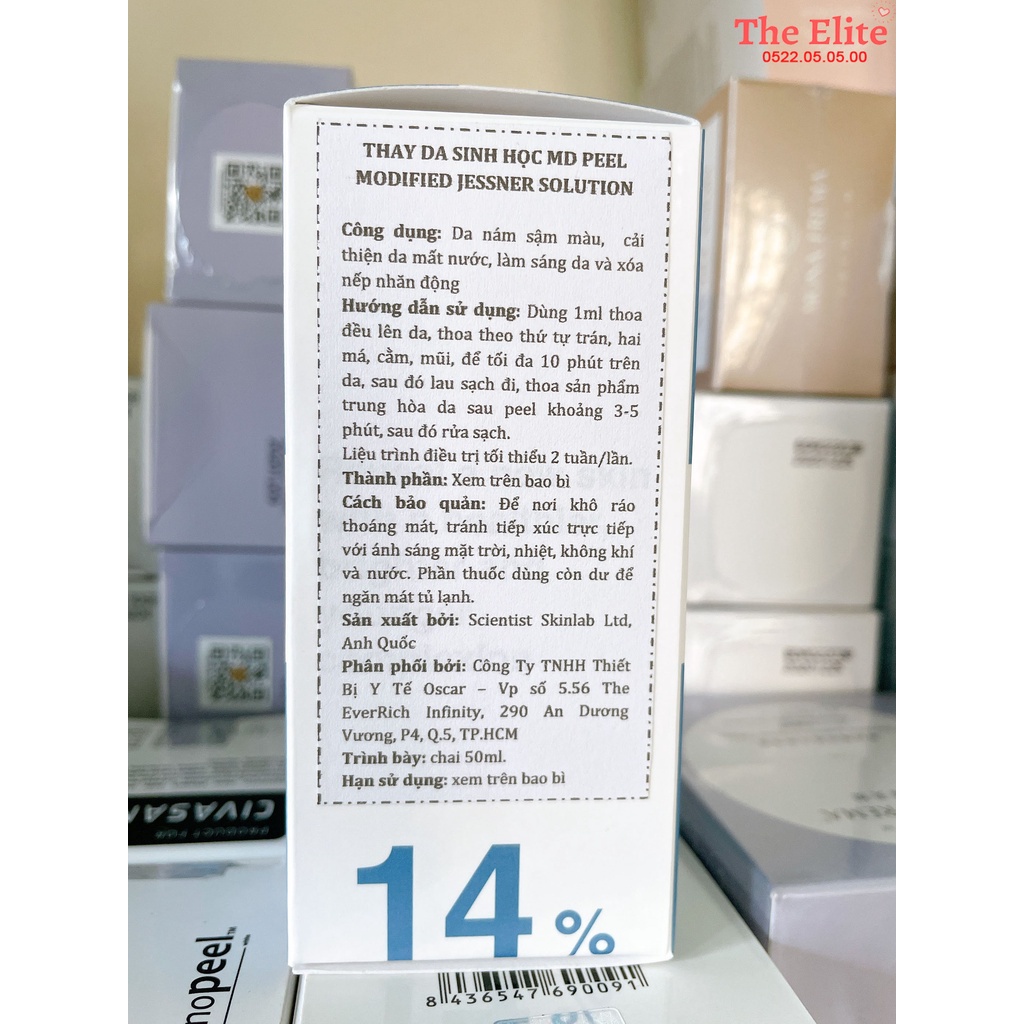 The Elite
0522.05.05.00
THAY DA SINH HỌC MD PEEL
MODIFIED JESSNER SOLUTION
Công dụng: Da nám sậm màu, cải
thiện da mất nước, làm sáng da và xóa
nếp nhăn động
Hướng dẫn sử dụng: Dùng 1ml thoa
đều lên da, thoa theo thứ tự trán, hai
má, cằm, mũi, để tối đa 10 phút trên
da, sau đó lau sạch đi, thoa sản phẩm
trung hòa da sau peel khoảng 3-5
phút, sau đó rửa sạch.
Liệu trình điều trị tối thiểu 2 tuần/lần.
Thành phần: Xem trên bao bì
Cách bảo quản: Để nơi khô ráo
thoáng mát, tránh tiếp xúc trực tiếp
với ánh sáng mặt trời, nhiệt, không khí
và nước. Phần thuốc dùng còn dư để
ngăn mát tủ lạnh.
Sản xuất bởi: Scientist Skinlab Ltd,
Anh Quốc
Phân phối bởi: Công Ty TNHH Thiết
Bị Y Tế Oscar – Vp số 5.56 The
EverRich Infinity, 290 An Dương
Vương, P4, Q.5, TP.HCM
Trình bày: chai 50ml.
Hạn sử dụng: xem trên bao bì
14%
8 436547 690091
nopeel™
CIVASAN
PRODUCT FOR